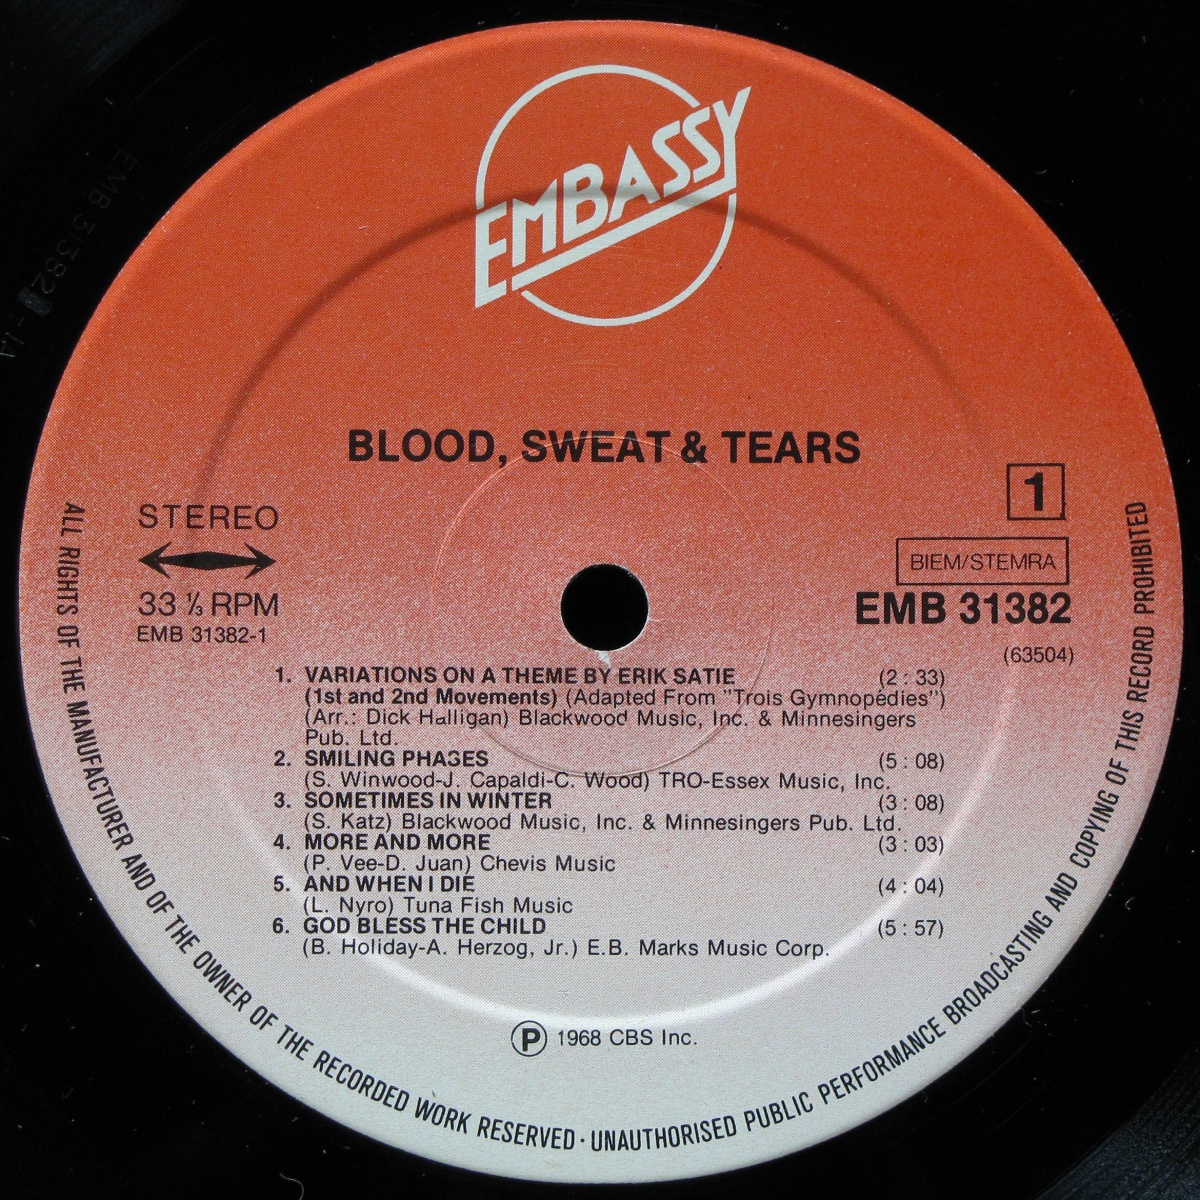 EMBASSY
BLOOD, SWEAT & TEARS
STEREO
33 ⅓ RPM
EMB 31382-1
1
BIEM/STEMRA
EMB 31382
(63504)
1. VARIATIONS ON A THEME BY ERIK SATIE (2 : 33)
(1st and 2nd Movements) (Adapted From "Trois Gymnopédies")
(Arr.: Dick Halligan) Blackwood Music, Inc. & Minnesingers
Pub. Ltd.
2. SMILING PHASES (5 : 08)
(S. Winwood-J. Capaldi-C. Wood) TRO-Essex Music, Inc.
3. SOMETIMES IN WINTER (3 : 08)
(S. Katz) Blackwood Music, Inc. & Minnesingers Pub. Ltd.
4. MORE AND MORE (3 : 03)
(P. Vee-D. Juan) Chevis Music
5. AND WHEN I DIE (4 : 04)
(L. Nyro) Tuna Fish Music
6. GOD BLESS THE CHILD (5 : 57)
(B. Holiday-A. Herzog, Jr.) E.B. Marks Music Corp.
Ⓟ 1968 CBS Inc.
ALL RIGHTS OF THE MANUFACTURER AND OF THE OWNER OF THE RECORDED WORK RESERVED · UNAUTHORISED PUBLIC PERFORMANCE BROADCASTING AND COPYING OF THIS RECORD PROHIBITED
EMB 31382